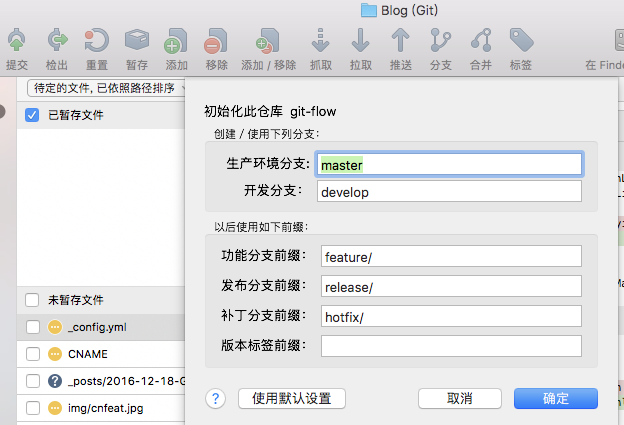 Blog (Git)
提交 检出 重置 暂存 添加 移除 添加 / 移除 抓取 拉取 推送 分支 合并 标签 在 Finde
待定的文件, 已依照路径排序
已暂存文件
初始化此仓库 git-flow
创建 / 使用下列分支:
生产环境分支: master
开发分支: develop
以后使用如下前缀:
功能分支前缀: feature/
发布分支前缀: release/
补丁分支前缀: hotfix/
版本标签前缀:
未暂存文件
_config.yml
CNAME
_posts/2016-12-18-G
img/cnfeat.jpg
? 使用默认设置 取消 确定